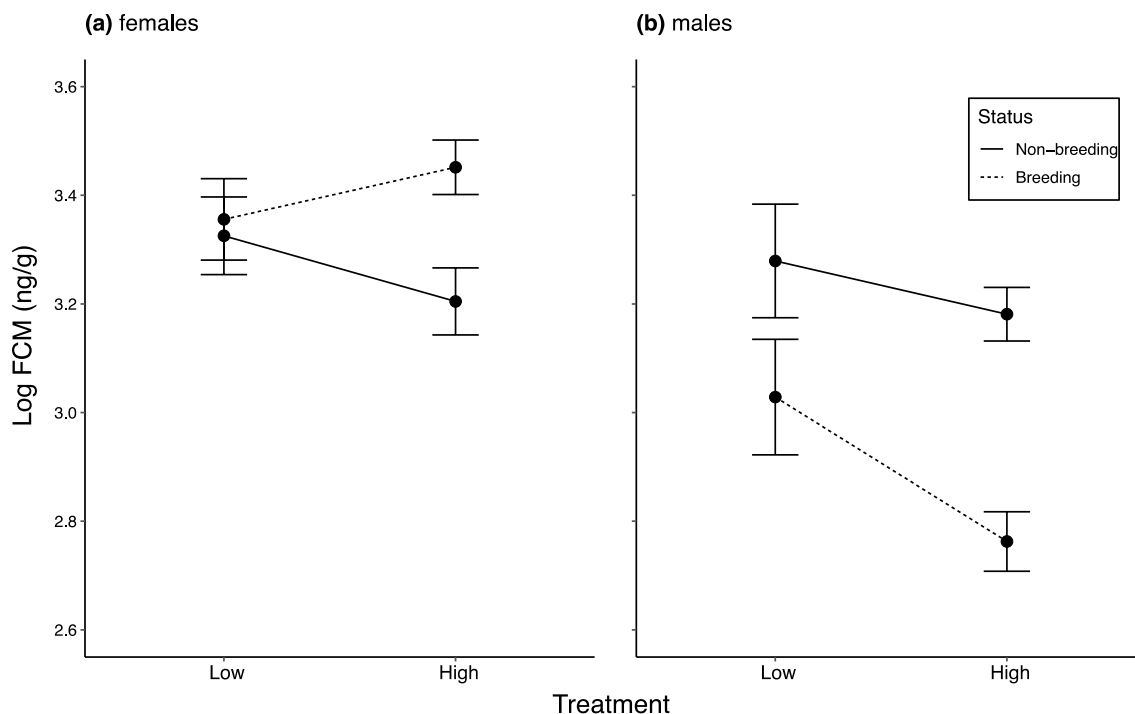 (a) females
(b) males
3.6
3.4
3.2
3.0
2.8
2.6
Log FCM (ng/g)
Status
Non−breeding
Breeding
Low
High
Low
High
Treatment